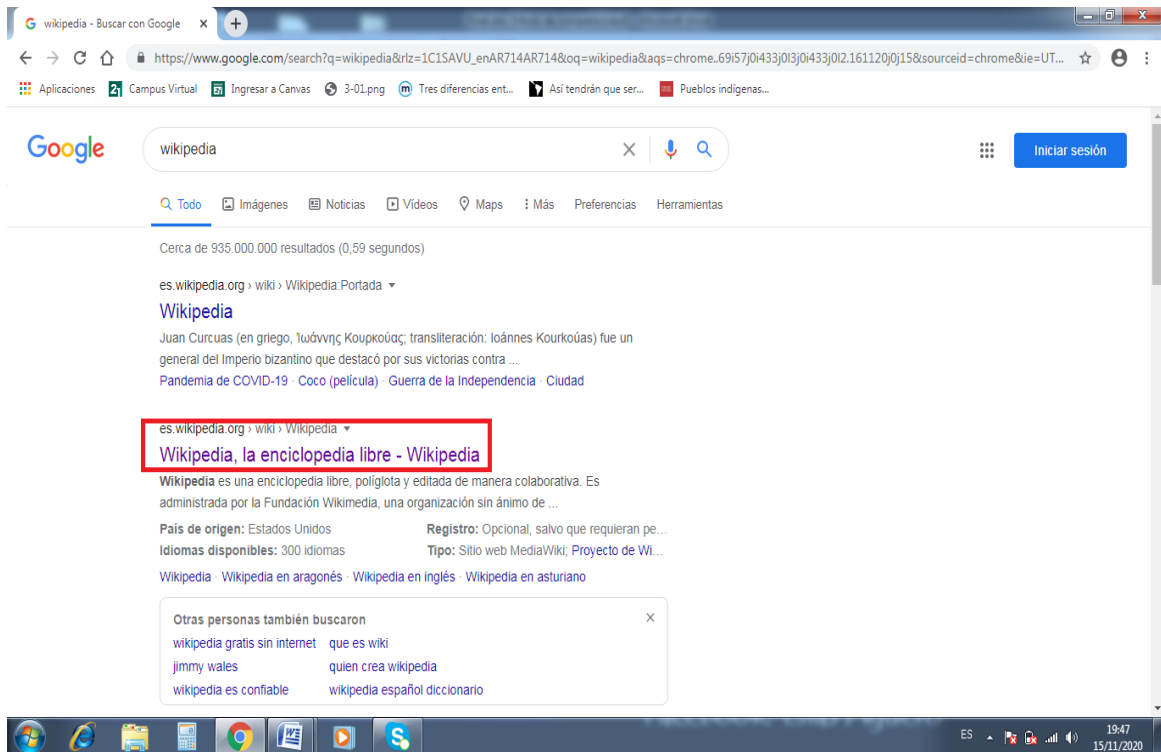 wikipedia - Buscar con Google
https://www.google.com/search?q=wikipedia&rlz=1C1SAVU_enAR714AR714&oq=wikipedia&aqs=chrome..69i57j0i433j0l3j0i433j0l2.161120j0j15&sourceid=chrome&ie=UT...
Aplicaciones Campus Virtual Ingresar a Canvas 3-01.png Tres diferencias ent... Así tendrán que ser... Pueblos indígenas...
Google wikipedia Iniciar sesión
Todo Imágenes Noticias Vídeos Maps Más Preferencias Herramientas
Cerca de 935.000.000 resultados (0,59 segundos)
es.wikipedia.org › wiki › Wikipedia:Portada
Wikipedia
Juan Curcuas (en griego, Ἰωάννης Κουρκούας; transliteración: Ioánnes Kourkoúas) fue un
general del Imperio bizantino que destacó por sus victorias contra ...
Pandemia de COVID-19 · Coco (película) · Guerra de la Independencia · Ciudad
es.wikipedia.org › wiki › Wikipedia
Wikipedia, la enciclopedia libre - Wikipedia
Wikipedia es una enciclopedia libre, políglota y editada de manera colaborativa. Es
administrada por la Fundación Wikimedia, una organización sin ánimo de ...
País de origen: Estados Unidos Registro: Opcional, salvo que requieran pe...
Idiomas disponibles: 300 idiomas Tipo: Sitio web MediaWiki; Proyecto de Wi...
Wikipedia · Wikipedia en aragonés · Wikipedia en inglés · Wikipedia en asturiano
Otras personas también buscaron
wikipedia gratis sin internet que es wiki
jimmy wales quien crea wikipedia
wikipedia es confiable wikipedia español diccionario
ES 19:47
15/11/2020